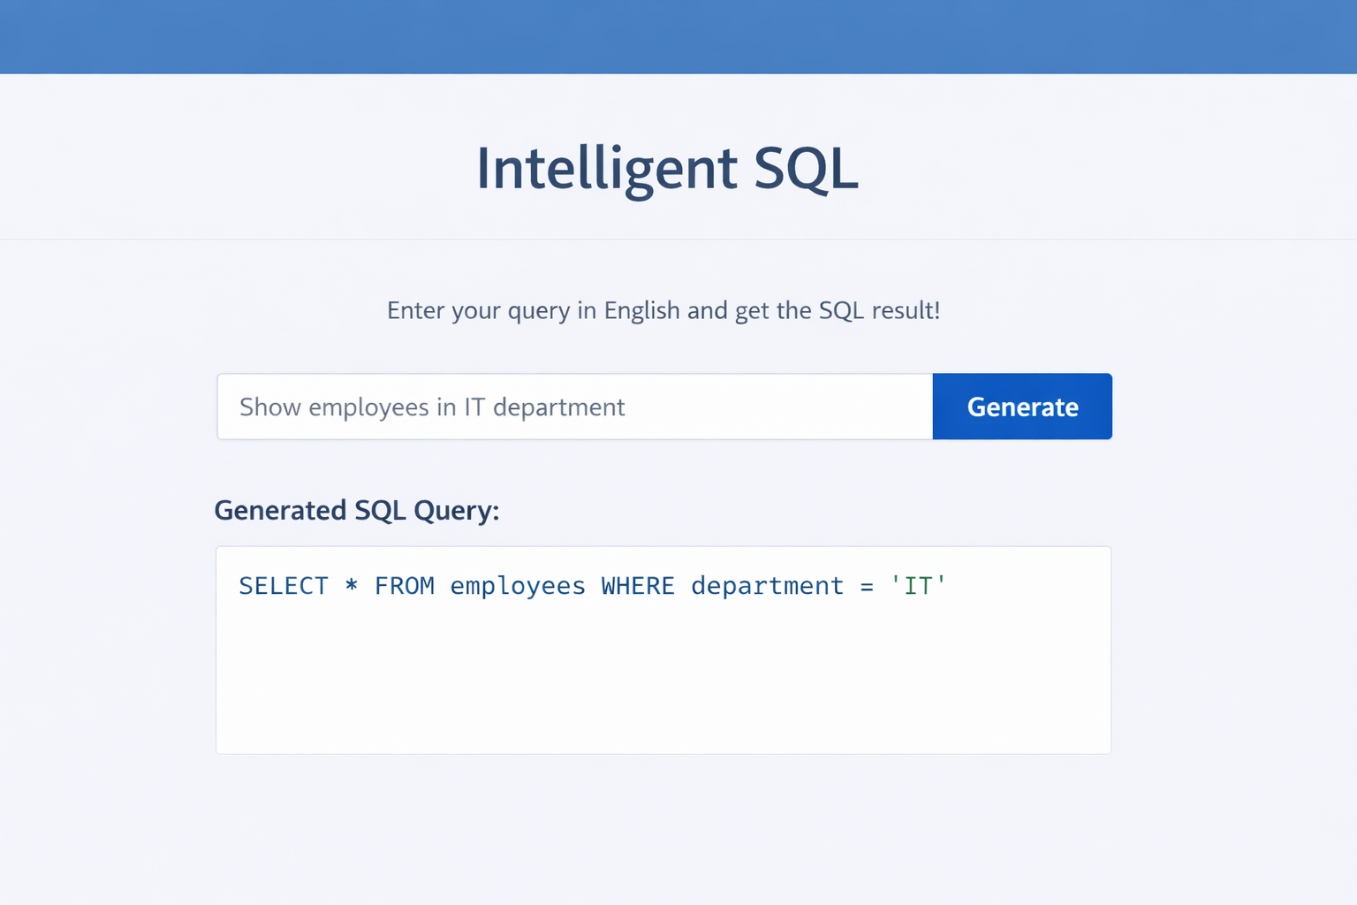 Intelligent SQL
Enter your query in English and get the SQL result!
Show employees in IT department
Generate
Generated SQL Query:
SELECT * FROM employees WHERE department = 'IT'